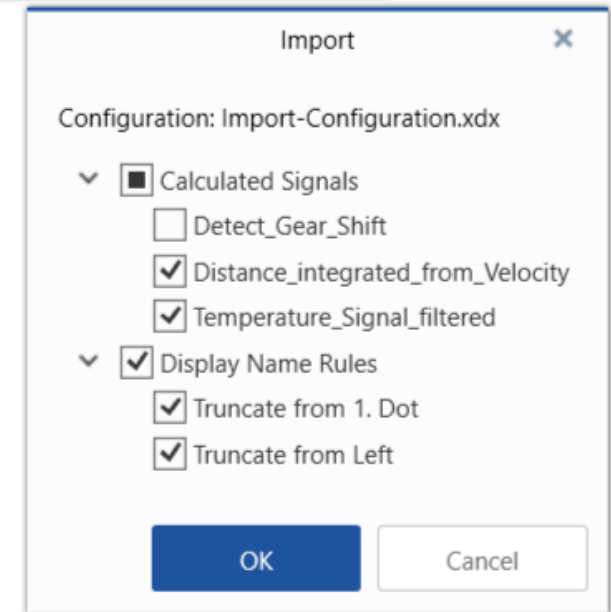 Import
Configuration: Import-Configuration.xdx
Calculated Signals
Detect_Gear_Shift
Distance_integrated_from_Velocity
Temperature_Signal_filtered
Display Name Rules
Truncate from 1. Dot
Truncate from Left
OK Cancel